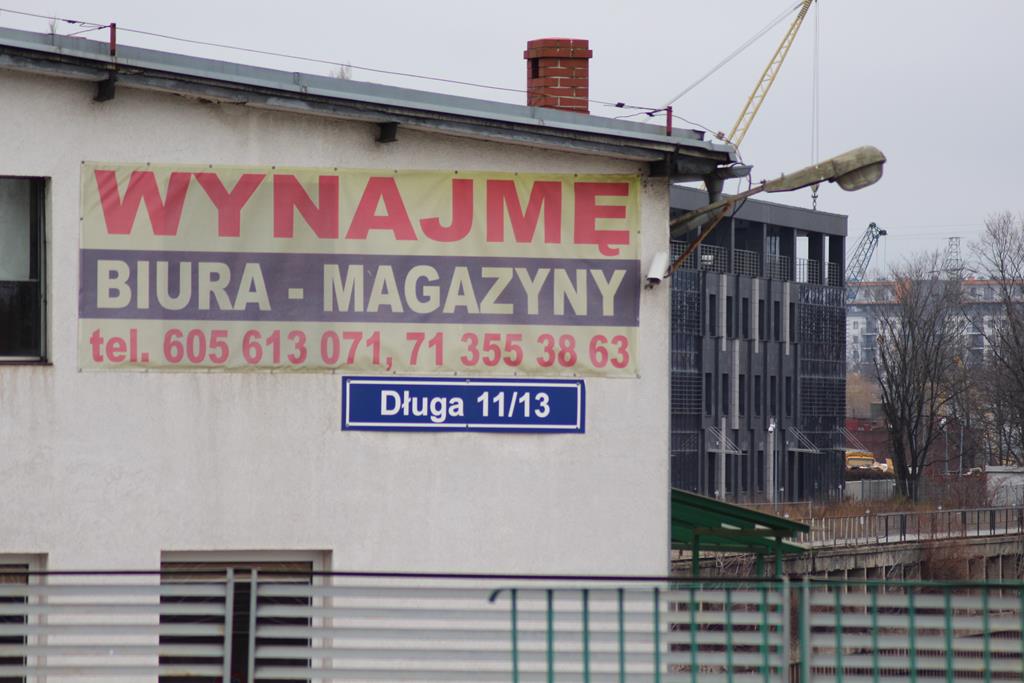 WYNAJMĘ
BIURA - MAGAZYNY
tel. 605 613 071, 71 355 38 63
Długa 11/13